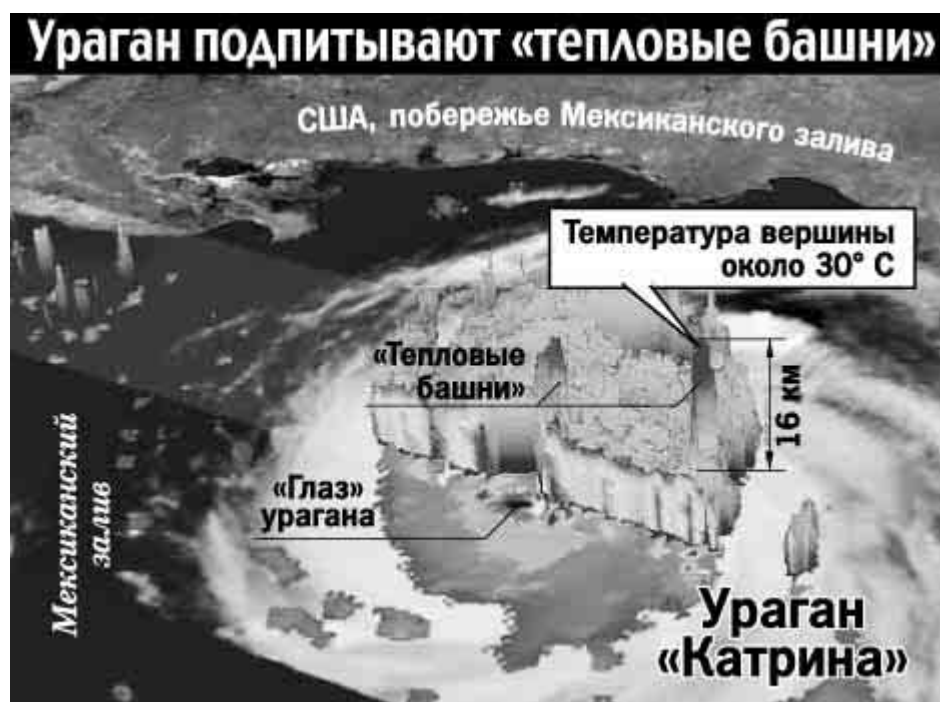 Ураган подпитывают «тепловые башни»
США, побережье Мексиканского залива
Температура вершины
около 30° С
«Тепловые
башни»
16 км
«Глаз»
урагана
Мексиканский
залив
Ураган
«Катрина»